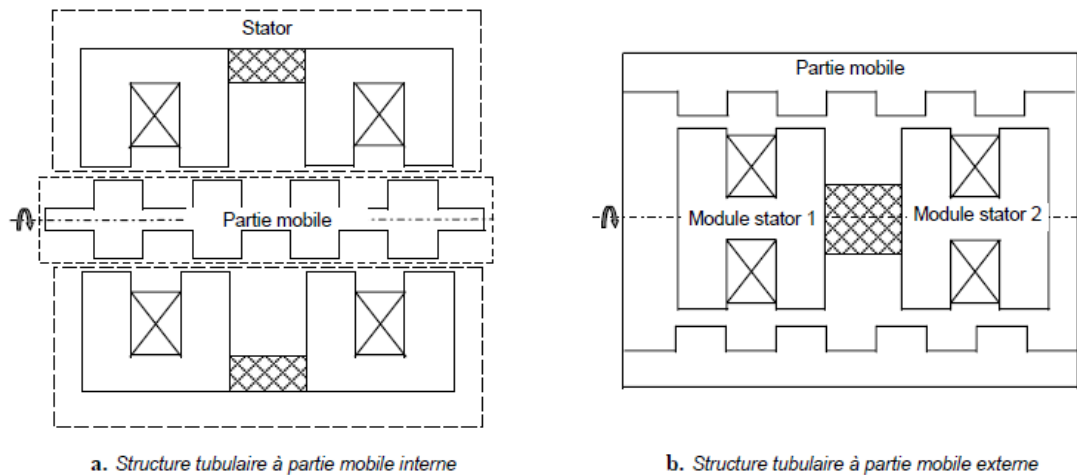 Stator
Partie mobile
a. Structure tubulaire à partie mobile interne
Partie mobile
Module stator 1
Module stator 2
b. Structure tubulaire à partie mobile externe